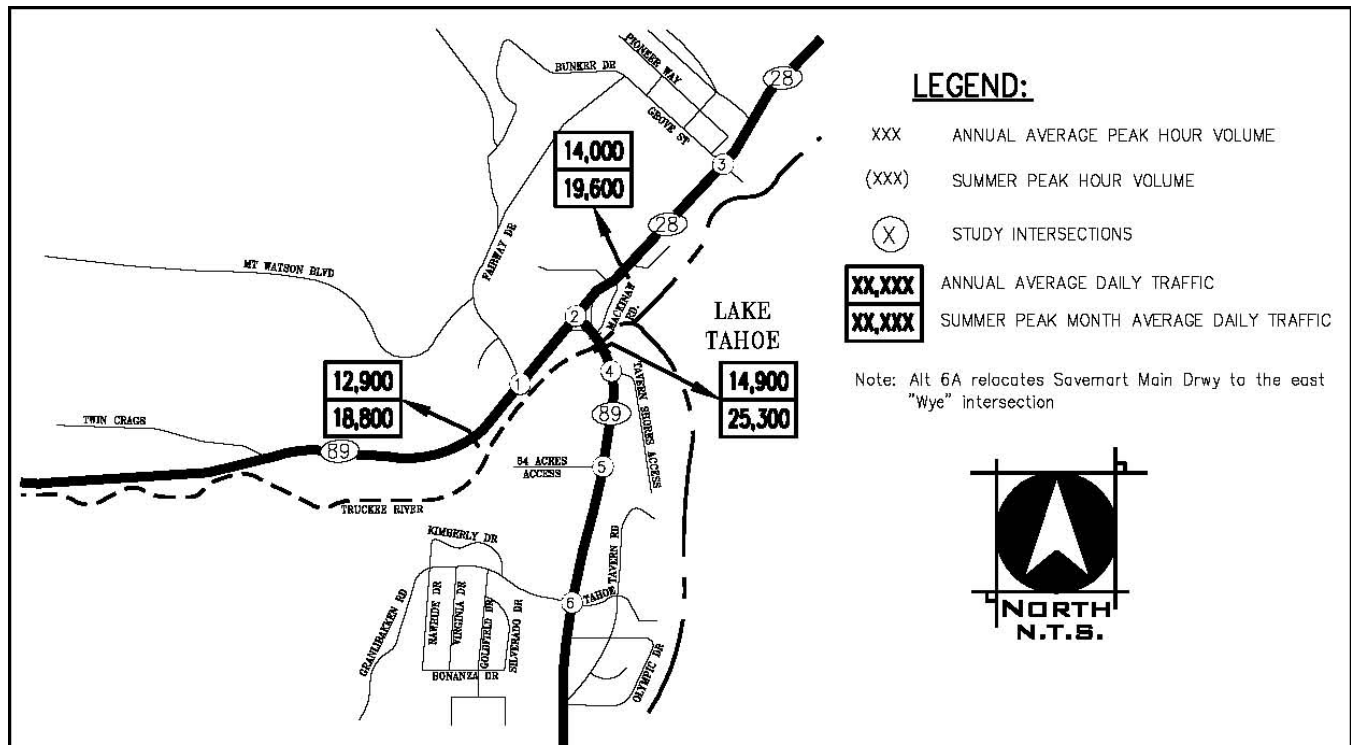 PIONEER WAY
BUNKER DR
28
GROVE ST
14,000
19,600
3
28
FAIRWAY DR
MT WATSON BLVD
2
MACKINAW
RD.
LAKE
TAHOE
12,900
18,800
1
4
14,900
25,300
TWIN CRAGS
89
89
TAVERN SHORES
ACCESS
64 ACRES
ACCESS
5
TRUCKEE RIVER
KIMBERLY DR
GRANLIBAKKEN RD
RAWHIDE DR
VIRGINIA DR
GOLDFIELD DR
SILVERADO DR
BONANZA DR
6
TAHOE TAVERN RD
OLYMPIC DR
LEGEND:
XXX ANNUAL AVERAGE PEAK HOUR VOLUME
(XXX) SUMMER PEAK HOUR VOLUME
X STUDY INTERSECTIONS
XX,XXX ANNUAL AVERAGE DAILY TRAFFIC
XX,XXX SUMMER PEAK MONTH AVERAGE DAILY TRAFFIC
Note: Alt 6A relocates Savemart Main Drwy to the east
"Wye" intersection
NORTH
N.T.S.